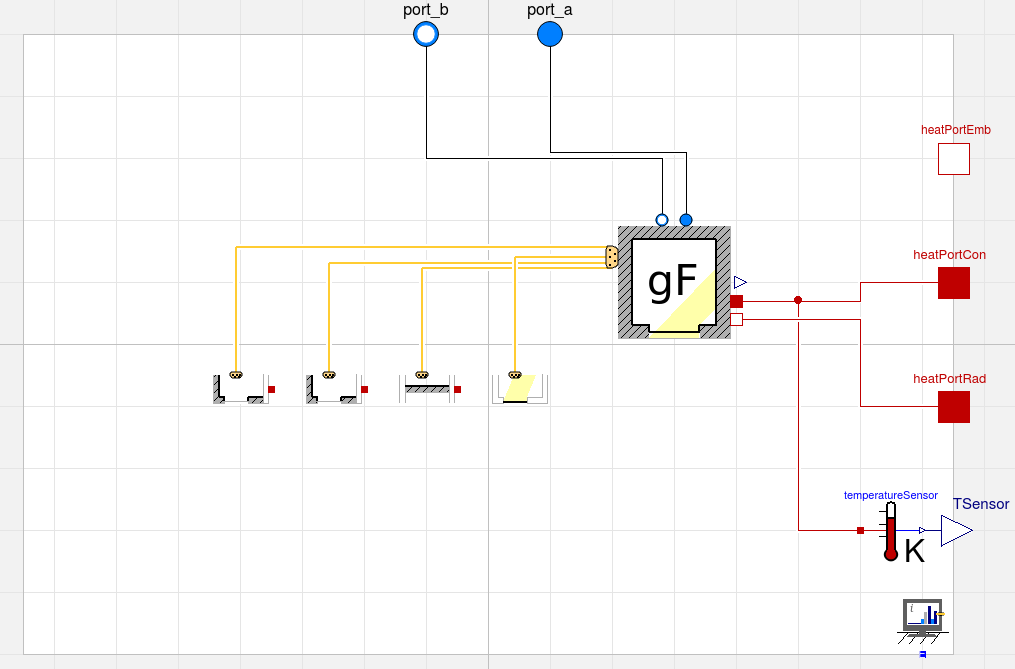 port_b
port_a
heatPortEmb
heatPortCon
gF
heatPortRad
temperatureSensor
TSensor
K
i